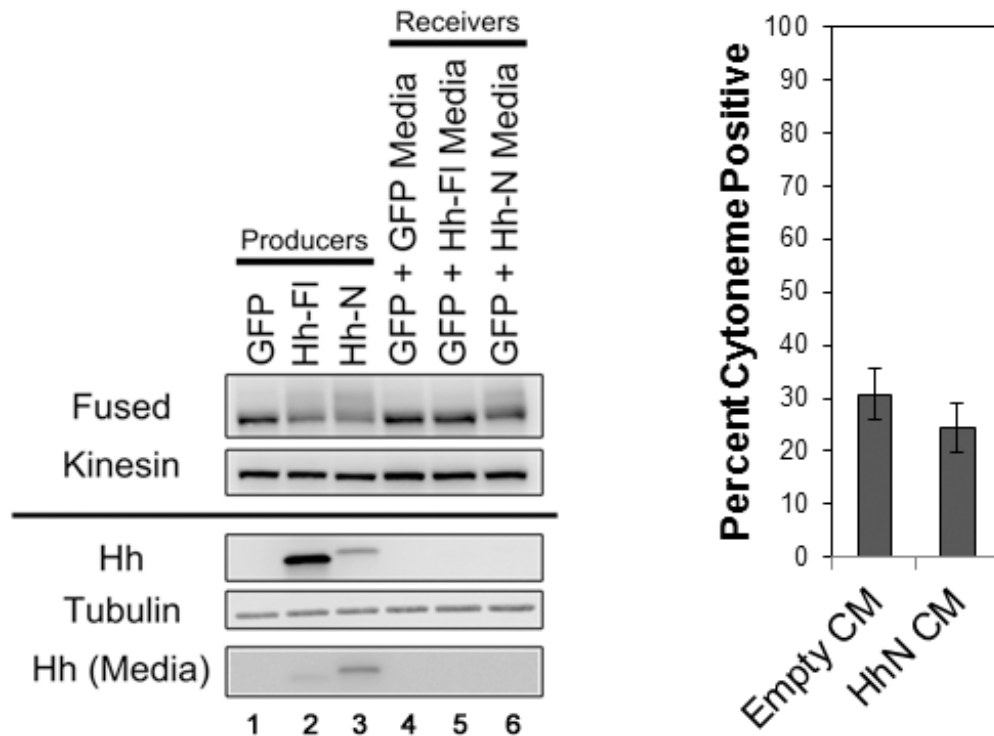 Receivers
Producers
GFP
Hh-Fl
Hh-N
GFP + GFP Media
GFP + Hh-Fl Media
GFP + Hh-N Media
Fused
Kinesin
Hh
Tubulin
Hh (Media)
1 2 3 4 5 6
Percent Cytoneme Positive
100
90
80
70
60
50
40
30
20
10
0
Empty CM
HhN CM